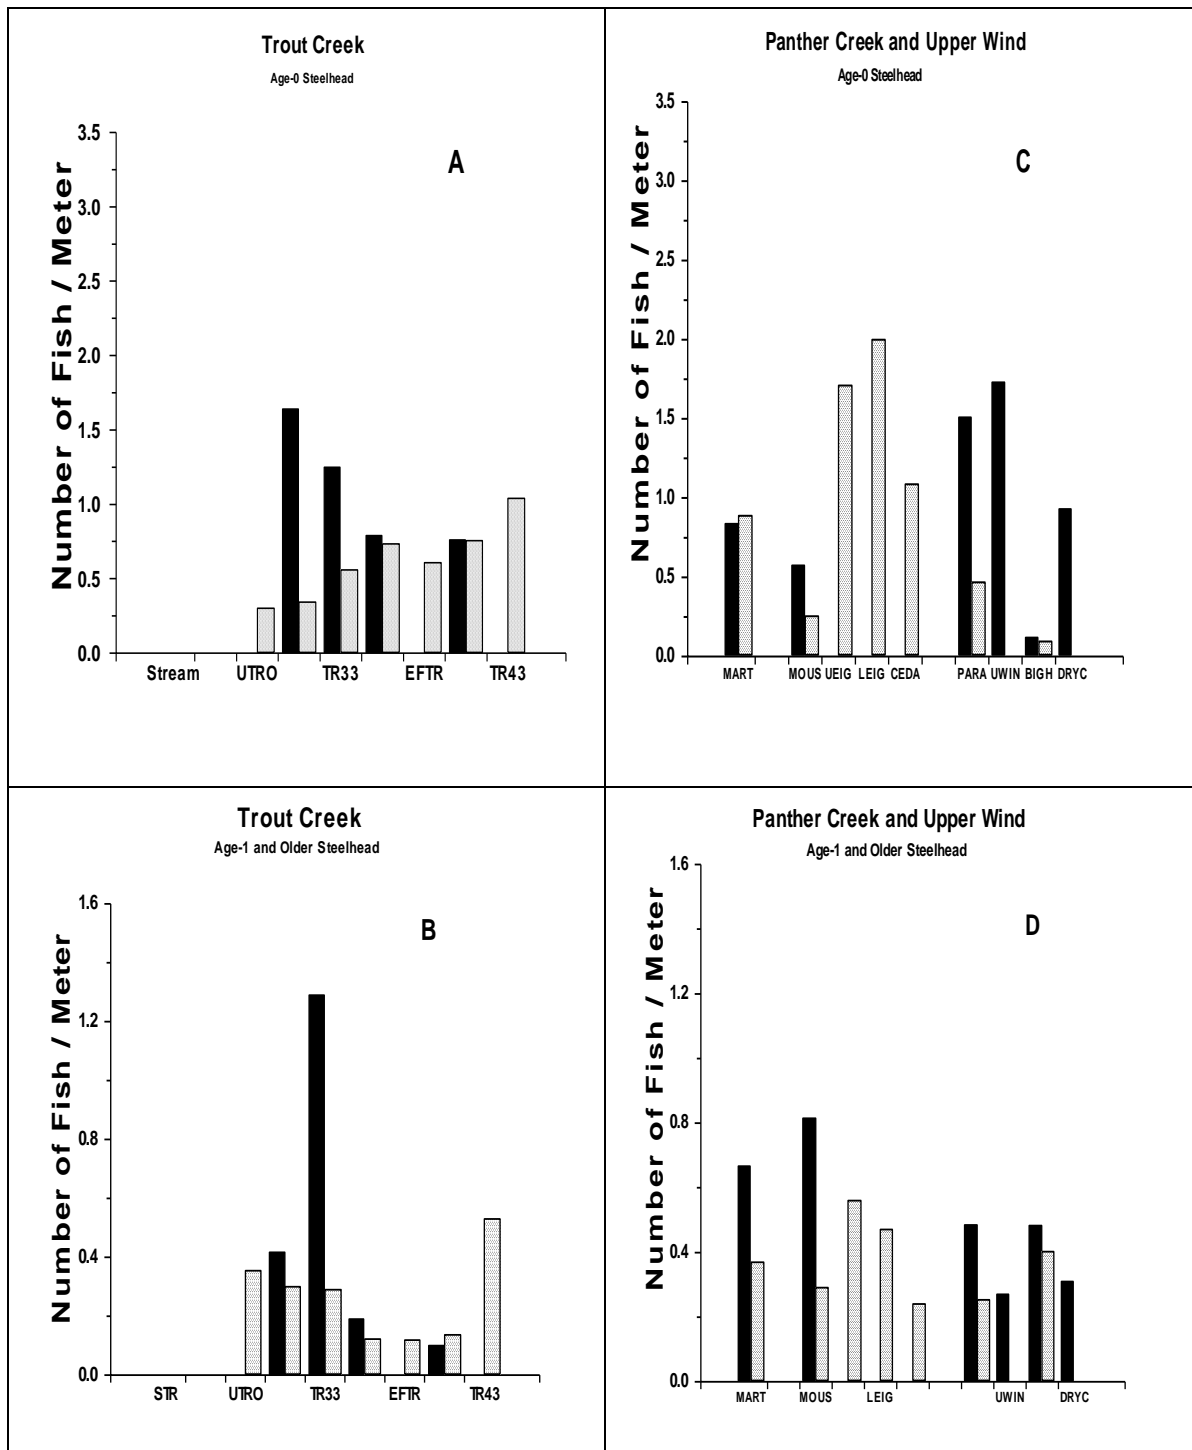 Trout Creek
Age-0 Steelhead
A
Number of Fish / Meter
3.5
3.0
2.5
2.0
1.5
1.0
0.5
0.0
Stream UTRO TR33 EFTR TR43
Panther Creek and Upper Wind
Age-0 Steelhead
C
Number of Fish / Meter
3.5
3.0
2.5
2.0
1.5
1.0
0.5
0.0
MART MOUS UEIG LEIG CEDA PARA UWIN BIGH DRYC
Trout Creek
Age-1 and Older Steelhead
B
Number of Fish / Meter
1.6
1.2
0.8
0.4
0.0
STR UTRO TR33 EFTR TR43
Panther Creek and Upper Wind
Age-1 and Older Steelhead
D
Number of Fish / Meter
1.6
1.2
0.8
0.4
0.0
MART MOUS LEIG UWIN DRYC